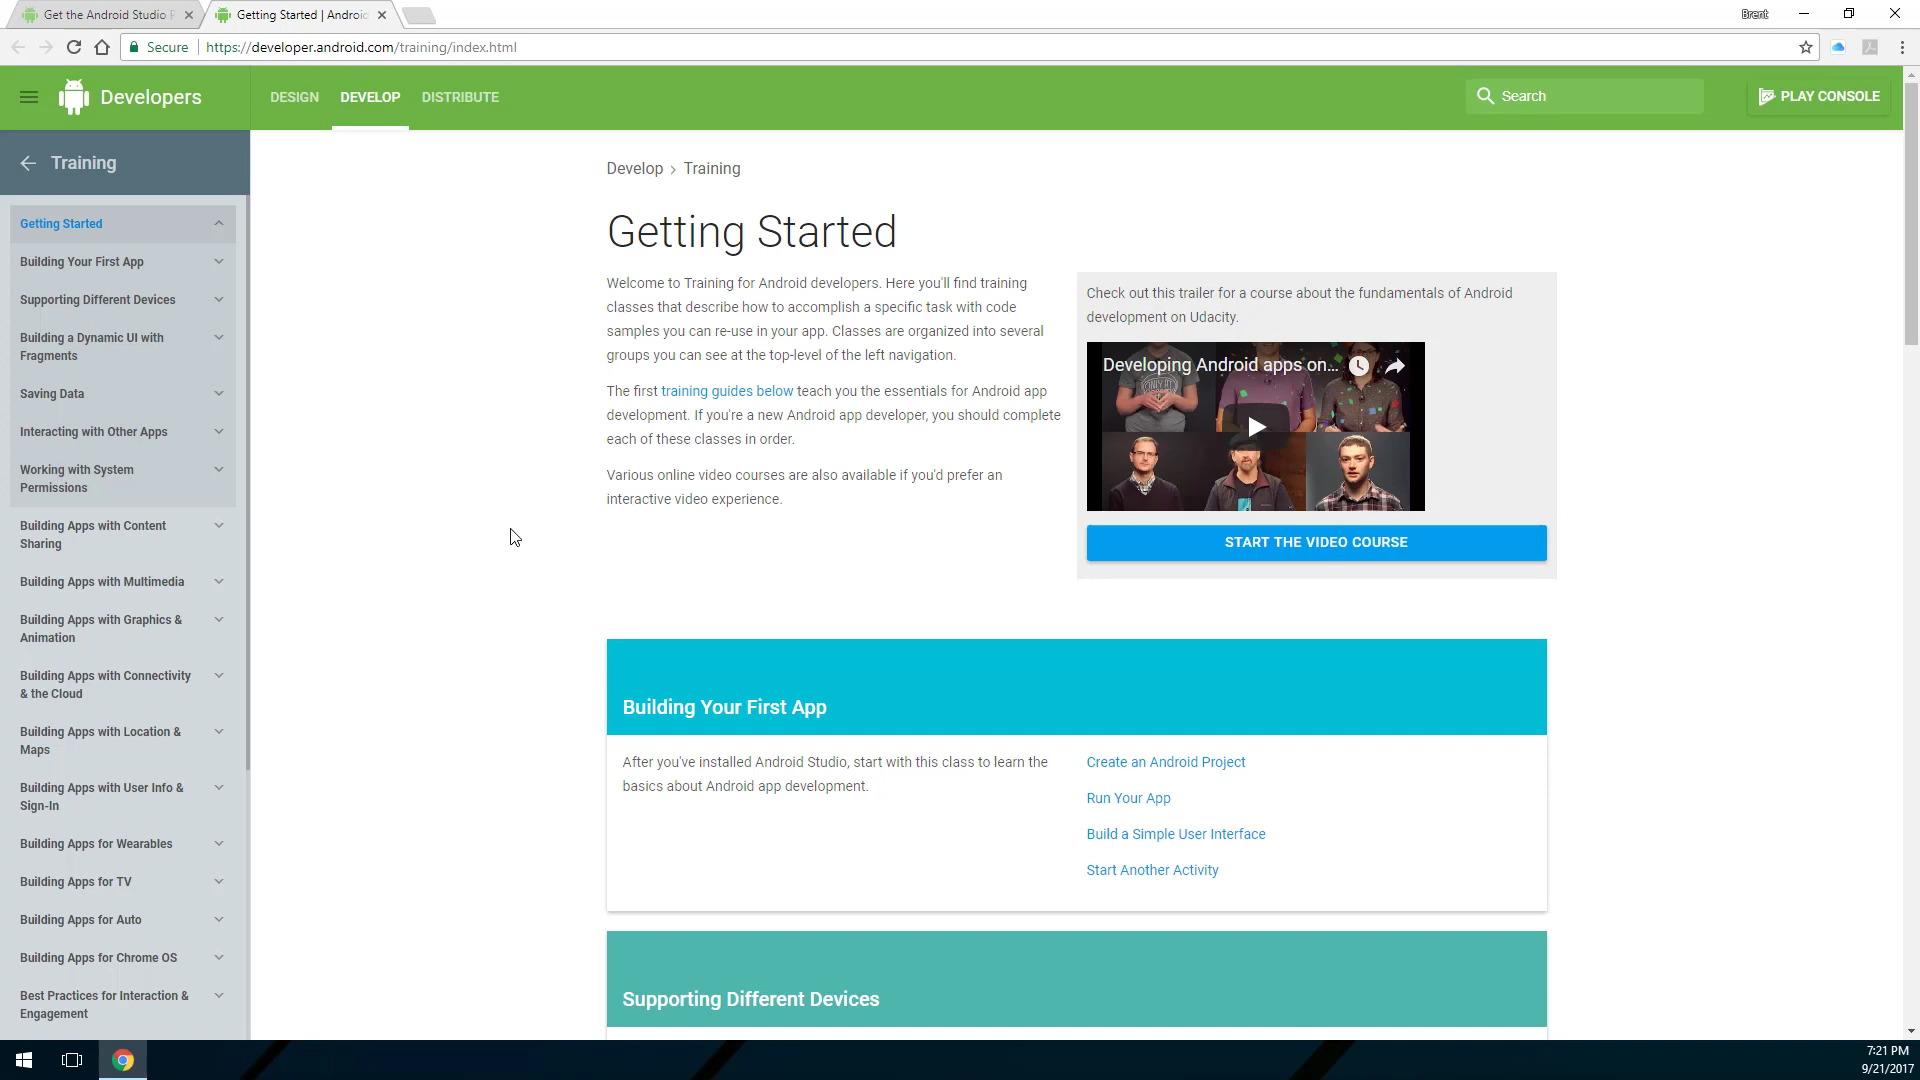 Get the Android Studio
Getting Started | Android
Brent
Secure
https://developer.android.com/training/index.html
Developers
DESIGN
DEVELOP
DISTRIBUTE
Search
PLAY CONSOLE
Training
Getting Started
Building Your First App
Supporting Different Devices
Building a Dynamic UI with
Fragments
Saving Data
Interacting with Other Apps
Working with System
Permissions
Building Apps with Content
Sharing
Building Apps with Multimedia
Building Apps with Graphics &
Animation
Building Apps with Connectivity
& the Cloud
Building Apps with Location &
Maps
Building Apps with User Info &
Sign-In
Building Apps for Wearables
Building Apps for TV
Building Apps for Auto
Building Apps for Chrome OS
Best Practices for Interaction &
Engagement
Develop > Training
Getting Started
Welcome to Training for Android developers. Here you'll find training
classes that describe how to accomplish a specific task with code
samples you can re-use in your app. Classes are organized into several
groups you can see at the top-level of the left navigation.
The first training guides below teach you the essentials for Android app
development. If you're a new Android app developer, you should complete
each of these classes in order.
Various online video courses are also available if you'd prefer an
interactive video experience.
Check out this trailer for a course about the fundamentals of Android
development on Udacity.
Developing Android apps on...
START THE VIDEO COURSE
Building Your First App
After you've installed Android Studio, start with this class to learn the
basics about Android app development.
Create an Android Project
Run Your App
Build a Simple User Interface
Start Another Activity
Supporting Different Devices
7:21 PM
9/21/2017